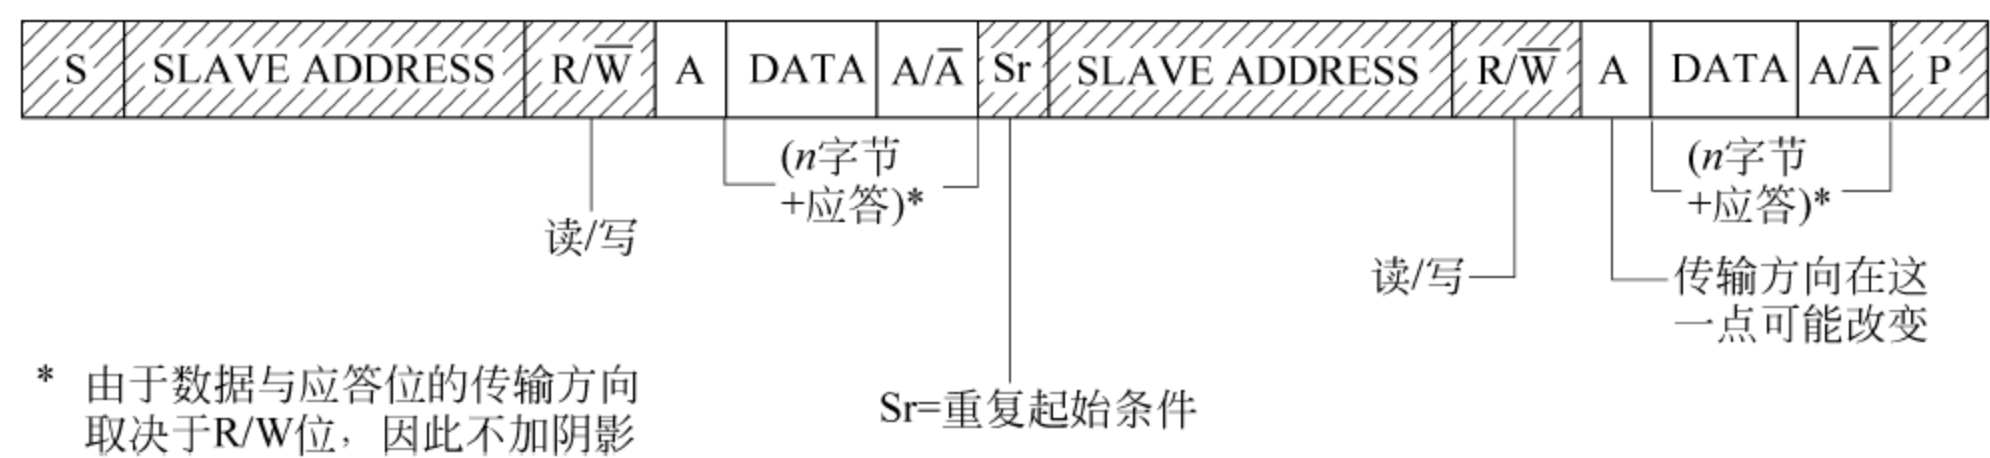 S SLAVE ADDRESS R/W̅ A DATA A/A̅ Sr SLAVE ADDRESS R/W̅ A DATA A/A̅ P
(n字节
+应答)*
读/写
(n字节
+应答)*
读/写
传输方向在这
一点可能改变
Sr=重复起始条件
* 由于数据与应答位的传输方向
取决于R/W位，因此不加阴影